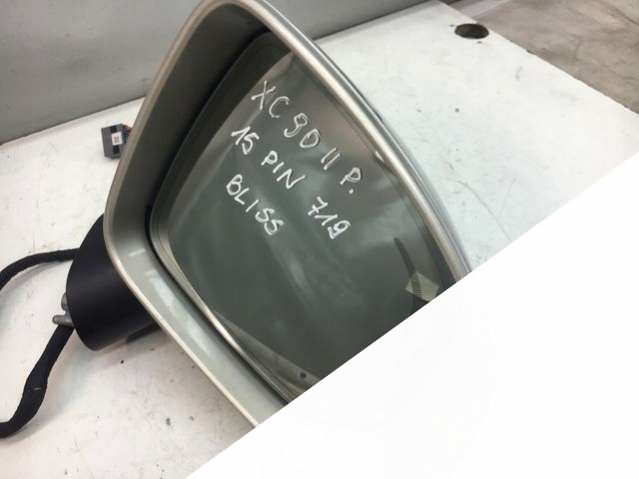 XC90 II P.
15 PIN 719
BLISS